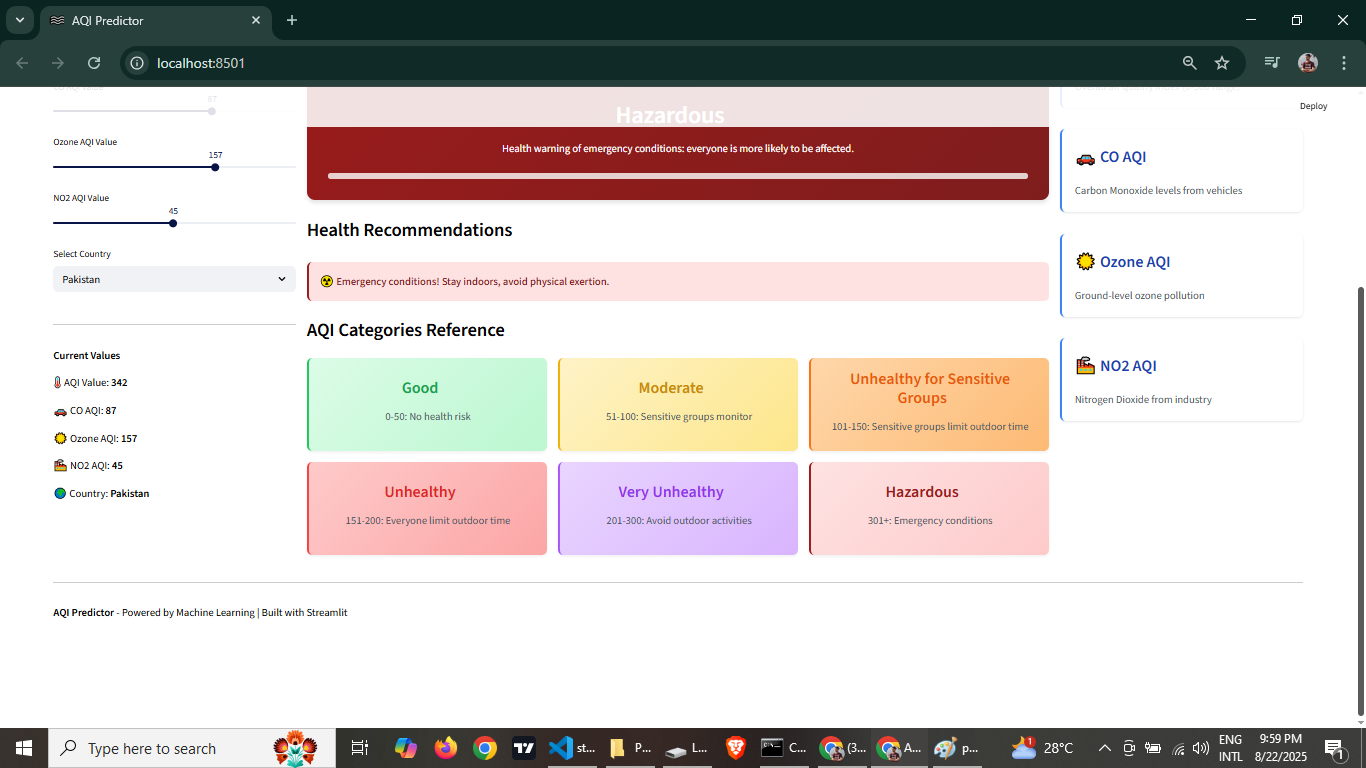 AQI Predictor
localhost:8501
Deploy
CO AQI Value
87
Ozone AQI Value
157
NO2 AQI Value
45
Select Country
Pakistan
Current Values
AQI Value: 342
CO AQI: 87
Ozone AQI: 157
NO2 AQI: 45
Country: Pakistan
Hazardous
Health warning of emergency conditions: everyone is more likely to be affected.
Health Recommendations
Emergency conditions! Stay indoors, avoid physical exertion.
AQI Categories Reference
Good
0-50: No health risk
Moderate
51-100: Sensitive groups monitor
Unhealthy for Sensitive
Groups
101-150: Sensitive groups limit outdoor time
Unhealthy
151-200: Everyone limit outdoor time
Very Unhealthy
201-300: Avoid outdoor activities
Hazardous
301+: Emergency conditions
CO AQI
Carbon Monoxide levels from vehicles
Ozone AQI
Ground-level ozone pollution
NO2 AQI
Nitrogen Dioxide from industry
AQI Predictor - Powered by Machine Learning | Built with Streamlit
Type here to search
st...
P...
L...
C...
(3...
A...
p...
1
28°C
ENG
INTL
9:59 PM
8/22/2025
1